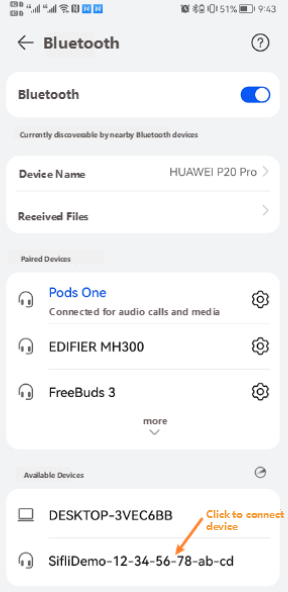 51% 9:43
Bluetooth
Bluetooth
Currently discoverable by nearby Bluetooth devices
Device Name HUAWEI P20 Pro
Received Files
Paired Devices
Pods One
Connected for audio calls and media
EDIFIER MH300
FreeBuds 3
more
Available Devices
DESKTOP-3VEC6BB
Click to connect
device
SifliDemo-12-34-56-78-ab-cd